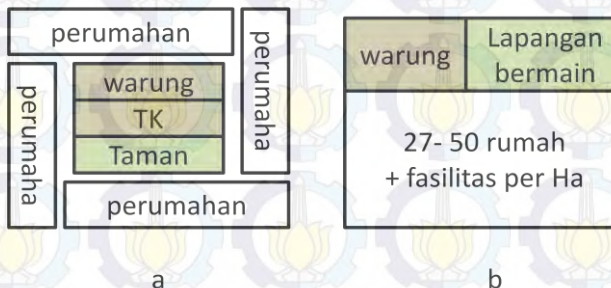 perumahan
perumaha
perumaha
warung
TK
Taman
perumahan
a
warung
Lapangan
bermain
27- 50 rumah
+ fasilitas per Ha
b